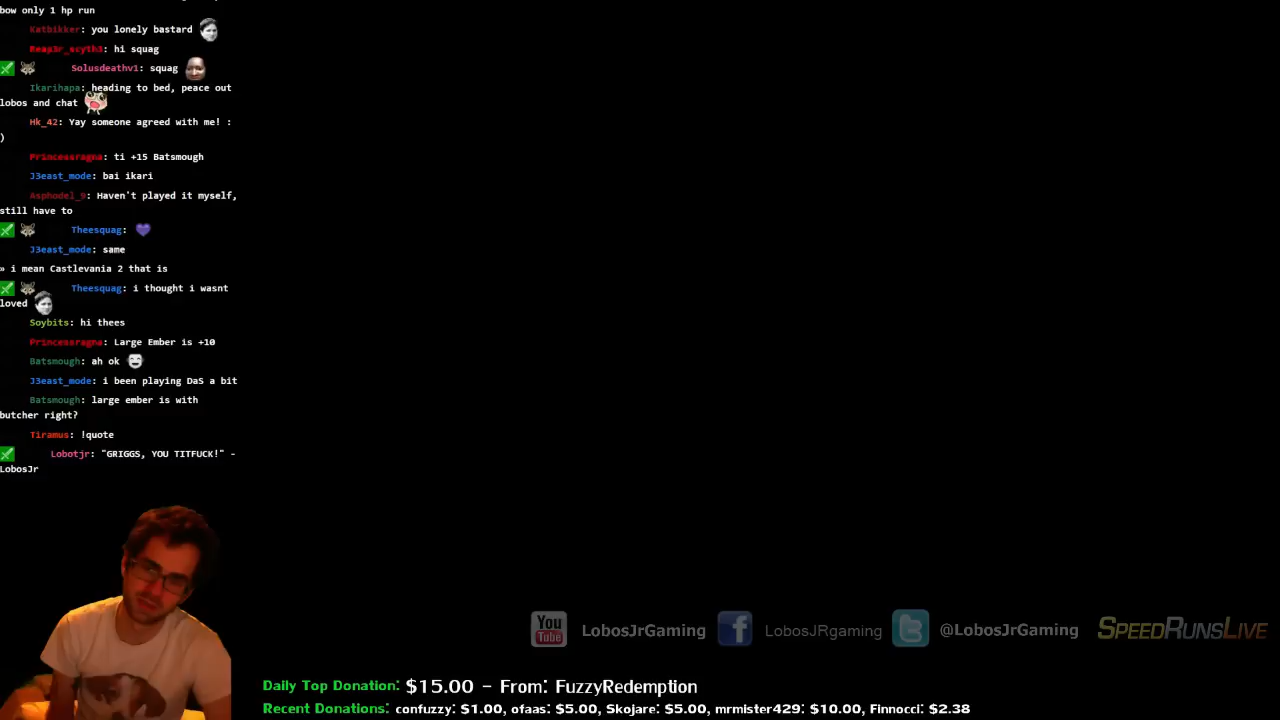 bow only 1 hp run
Katbikker: you lonely bastard
Reap3r_scyth3: hi squag
Solusdeathv1: squag
Ikarihapa: heading to bed, peace out
lobos and chat
Hk_42: Yay someone agreed with me! :
)
Princessragna: ti +15 Batsmough
J3east_mode: bai ikari
Asphodel_9: Haven't played it myself,
still have to
Theesquag:
J3east_mode: same
» i mean Castlevania 2 that is
Theesquag: i thought i wasnt
loved
Soybits: hi thees
Princessragna: Large Ember is +10
Batsmough: ah ok
J3east_mode: i been playing DaS a bit
Batsmough: large ember is with
butcher right?
Tiramus: !quote
Lobotjr: "GRIGGS, YOU TITFUCK!" -
LobosJr
You Tube LobosJrGaming LobosJRgaming @LobosJrGaming SPEEDRUNSLIVE
Daily Top Donation: $15.00 - From: FuzzyRedemption
Recent Donations: confuzzy: $1.00, ofaas: $5.00, Skojare: $5.00, mrmister429: $10.00, Finnocci: $2.38